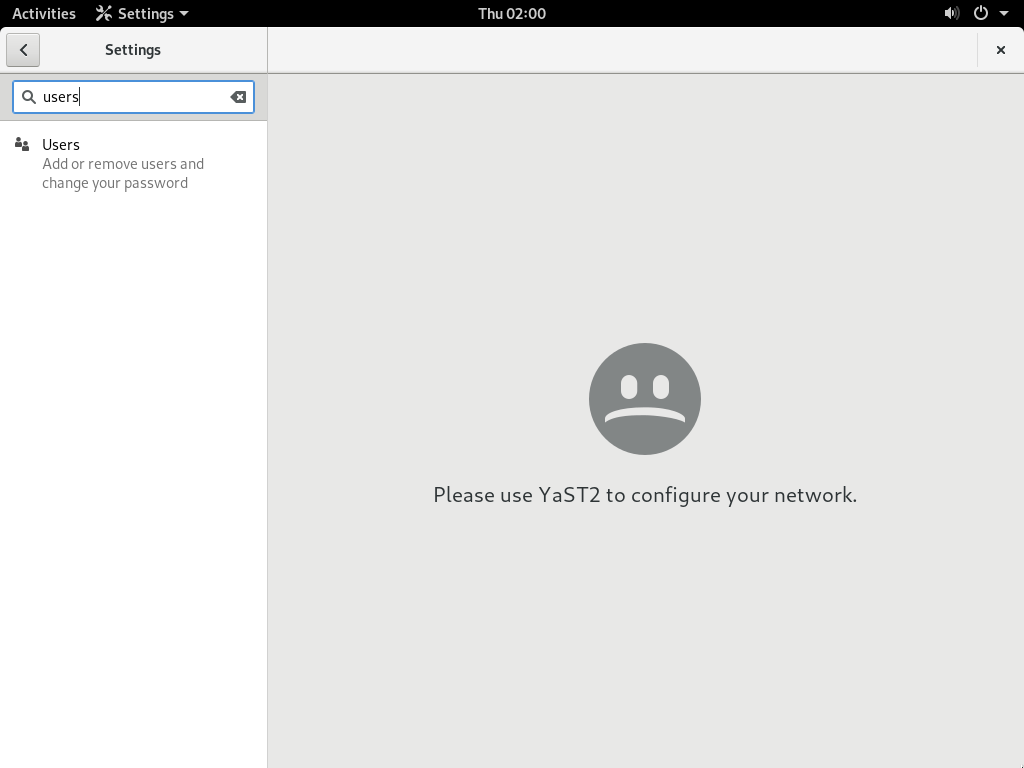 Activities Settings Thu 02:00
Settings
users
Users
Add or remove users and
change your password
Please use YaST2 to configure your network.